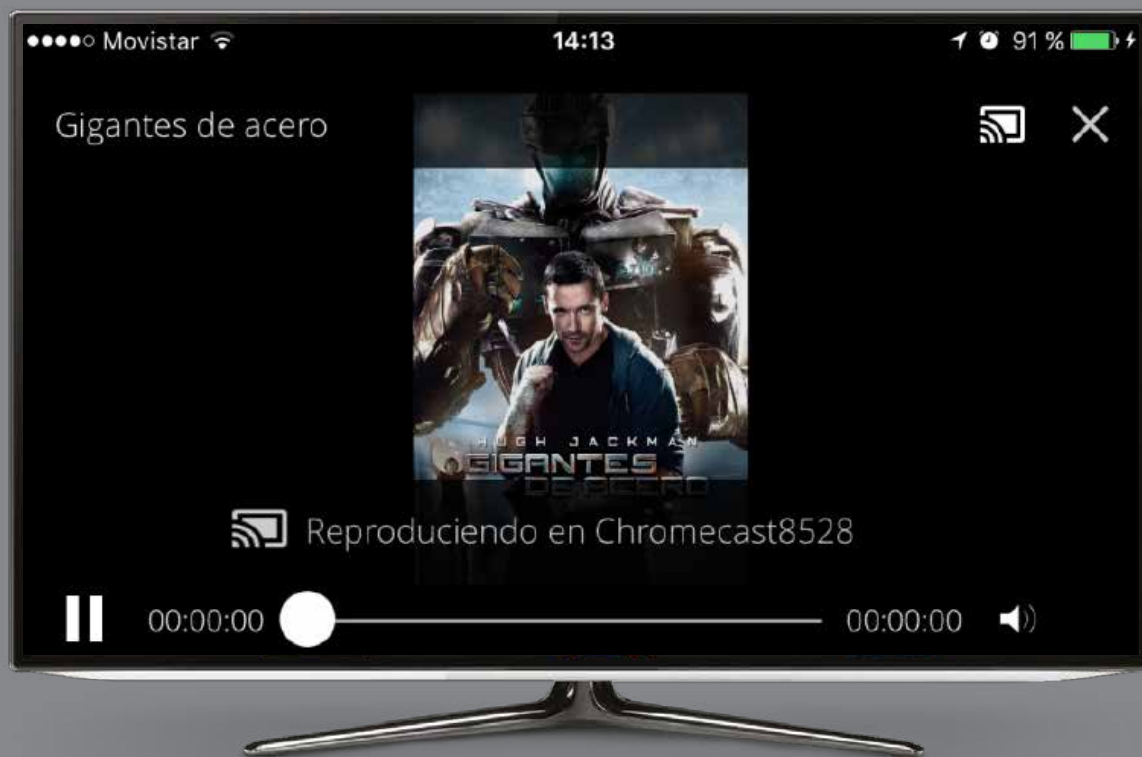 Movistar 14:13 91 %
Gigantes de acero
HUGH JACKMAN
GIGANTES
DE ACERO
Reproduciendo en Chromecast8528
00:00:00 00:00:00